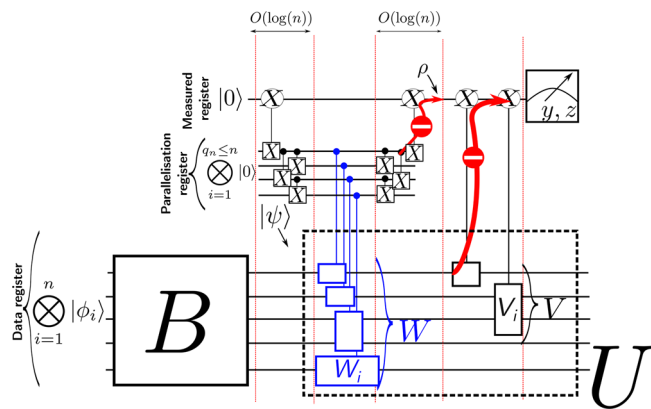 O(log(n)) O(log(n))
Measured register |0⟩ X X ρ X X y, z
Parallelisation register q_n≤n ⨂ i=1 |0⟩ X X X X X X X X
|ψ⟩
Data register n ⨂ i=1 |ϕ_i⟩ B W_i W V_i V U